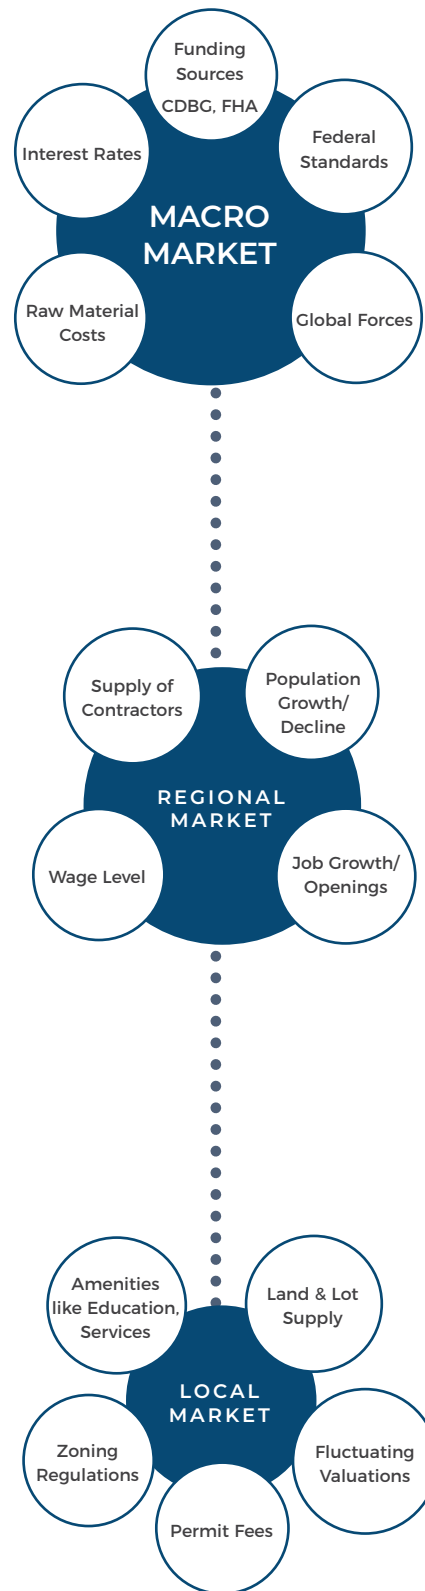 Funding
Sources
CDBG, FHA
Interest Rates
Federal
Standards
MACRO
MARKET
Raw Material
Costs
Global Forces
Supply of
Contractors
Population
Growth/
Decline
REGIONAL
MARKET
Wage Level
Job Growth/
Openings
Amenities
like Education,
Services
Land & Lot
Supply
LOCAL
MARKET
Zoning
Regulations
Fluctuating
Valuations
Permit Fees